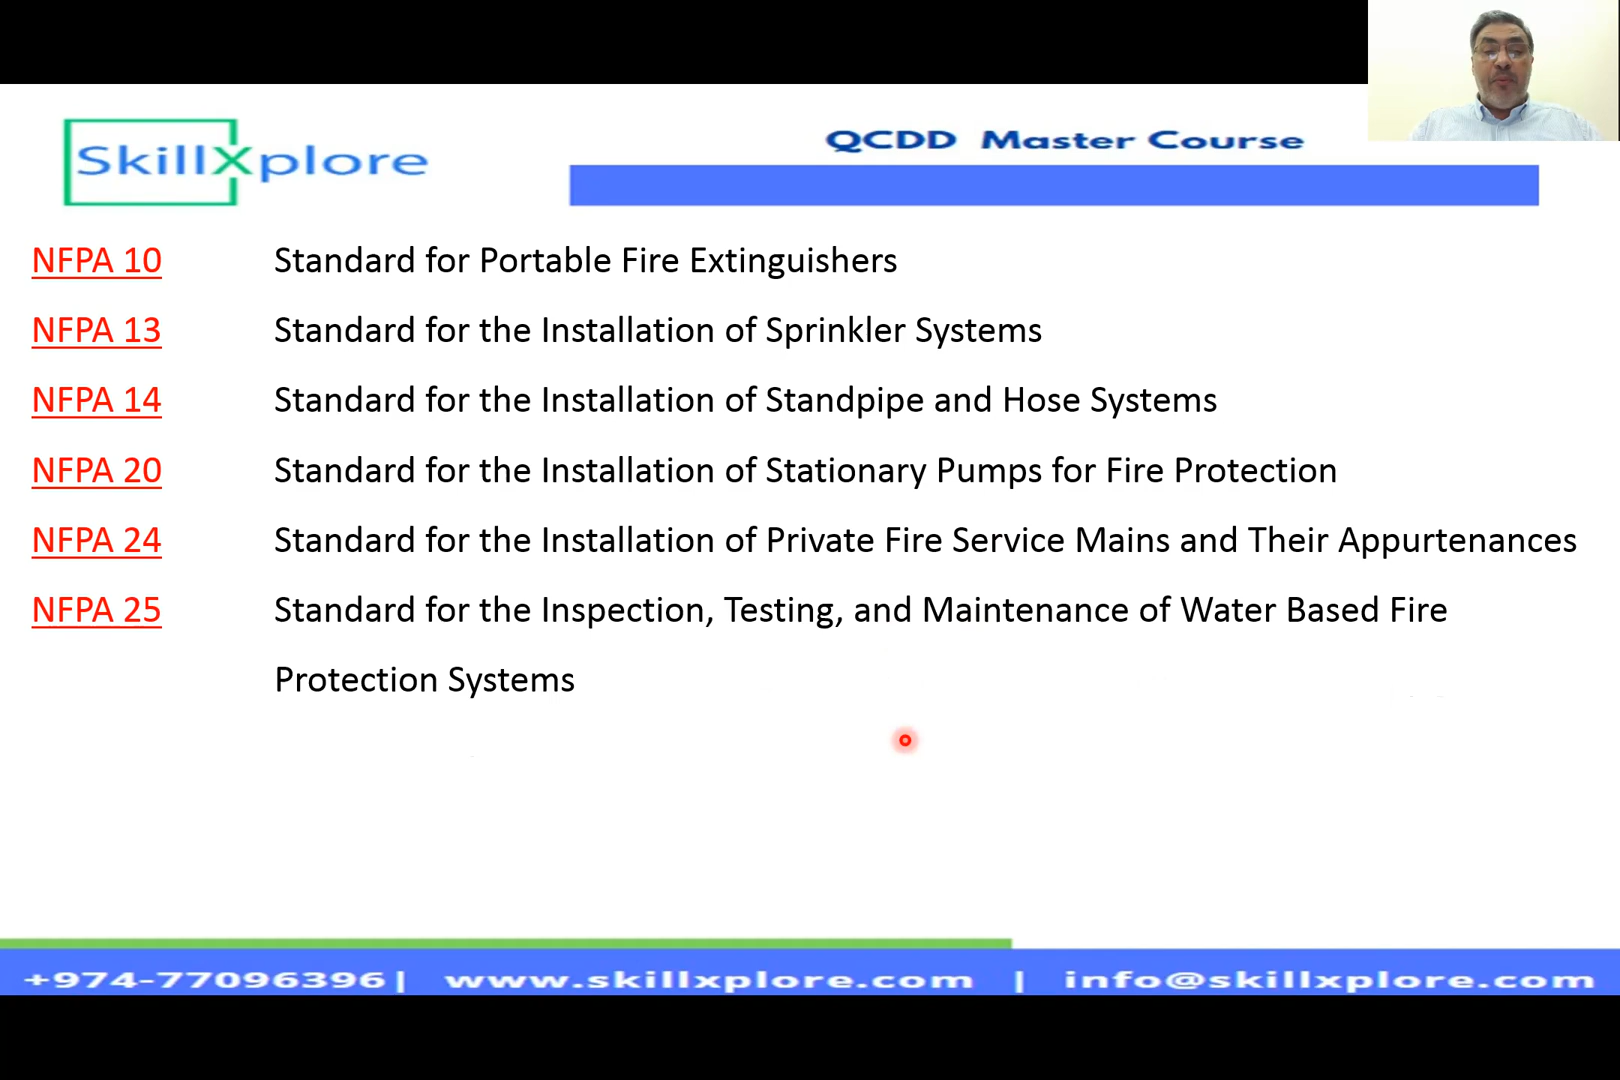 SkillXplore
QCDD Master Course
NFPA 10 Standard for Portable Fire Extinguishers
NFPA 13 Standard for the Installation of Sprinkler Systems
NFPA 14 Standard for the Installation of Standpipe and Hose Systems
NFPA 20 Standard for the Installation of Stationary Pumps for Fire Protection
NFPA 24 Standard for the Installation of Private Fire Service Mains and Their Appurtenances
NFPA 25 Standard for the Inspection, Testing, and Maintenance of Water Based Fire
Protection Systems
+974-77096396| www.skillxplore.com | info@skillxplore.com